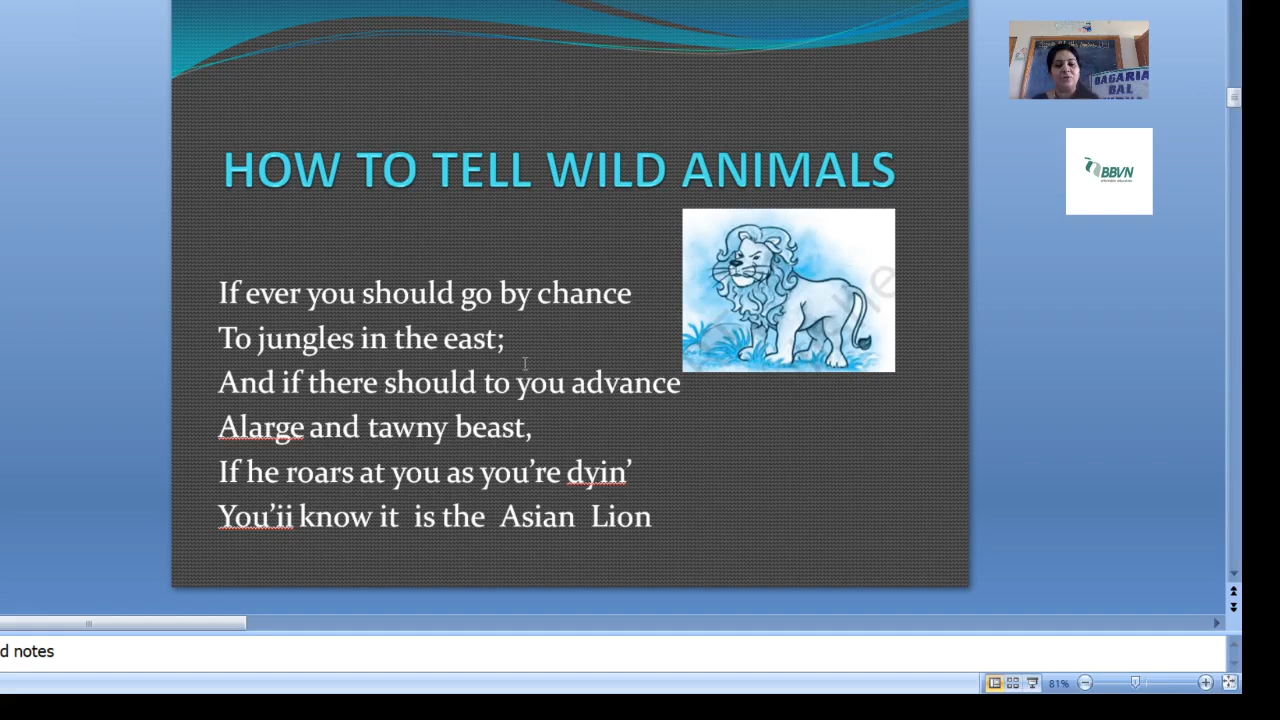 HOW TO TELL WILD ANIMALS
If ever you should go by chance
To jungles in the east;
And if there should to you advance
Alarge and tawny beast,
If he roars at you as you're dyin'
You'ii know it is the Asian Lion
BAGARIA
BAL
BBVN
d notes
81%